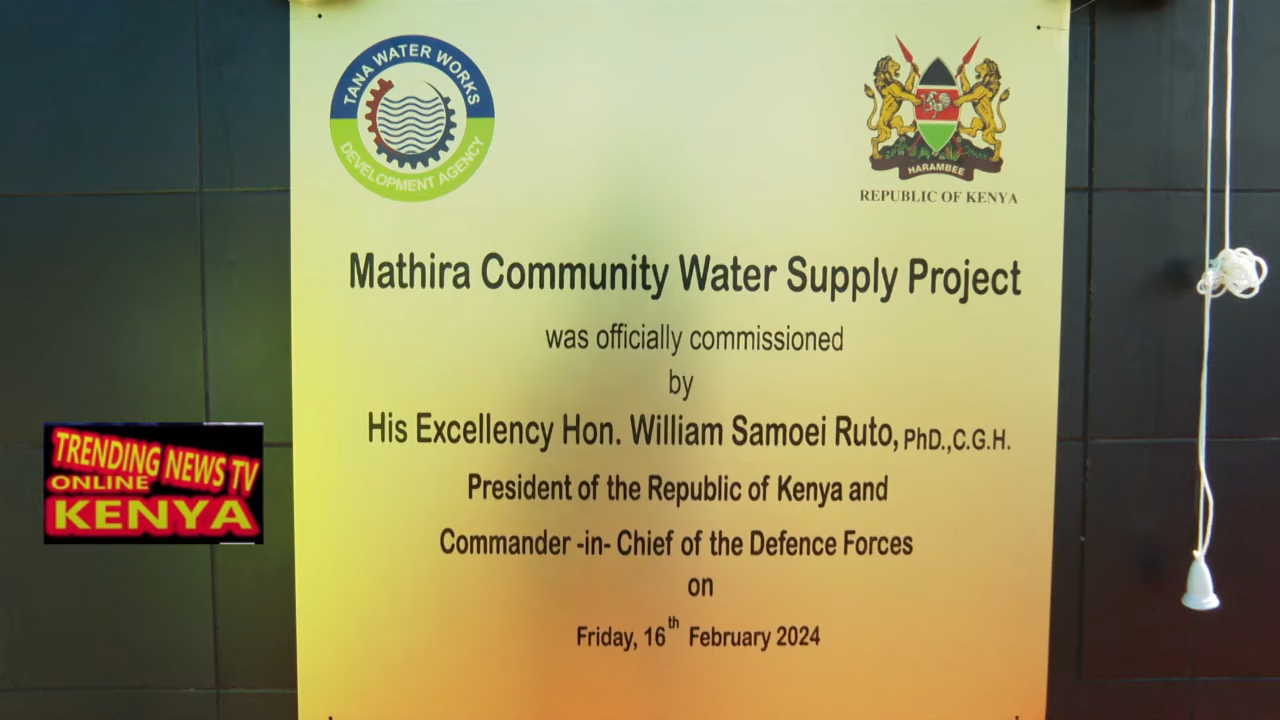 TANA WATER WORKS
DEVELOPMENT AGENCY
HARAMBEE
REPUBLIC OF KENYA
Mathira Community Water Supply Project
was officially commissioned
by
His Excellency Hon. William Samoei Ruto, PhD.,C.G.H.
President of the Republic of Kenya and
Commander -in- Chief of the Defence Forces
on
Friday, 16th February 2024
TRENDING NEWS TV
ONLINE
KENYA